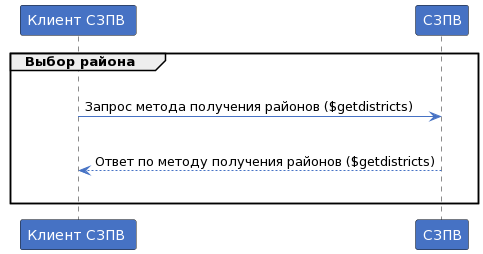 Клиент СЗПВ СЗПВ
Выбор района
Запрос метода получения районов ($getdistricts)
Ответ по методу получения районов ($getdistricts)
Клиент СЗПВ СЗПВ